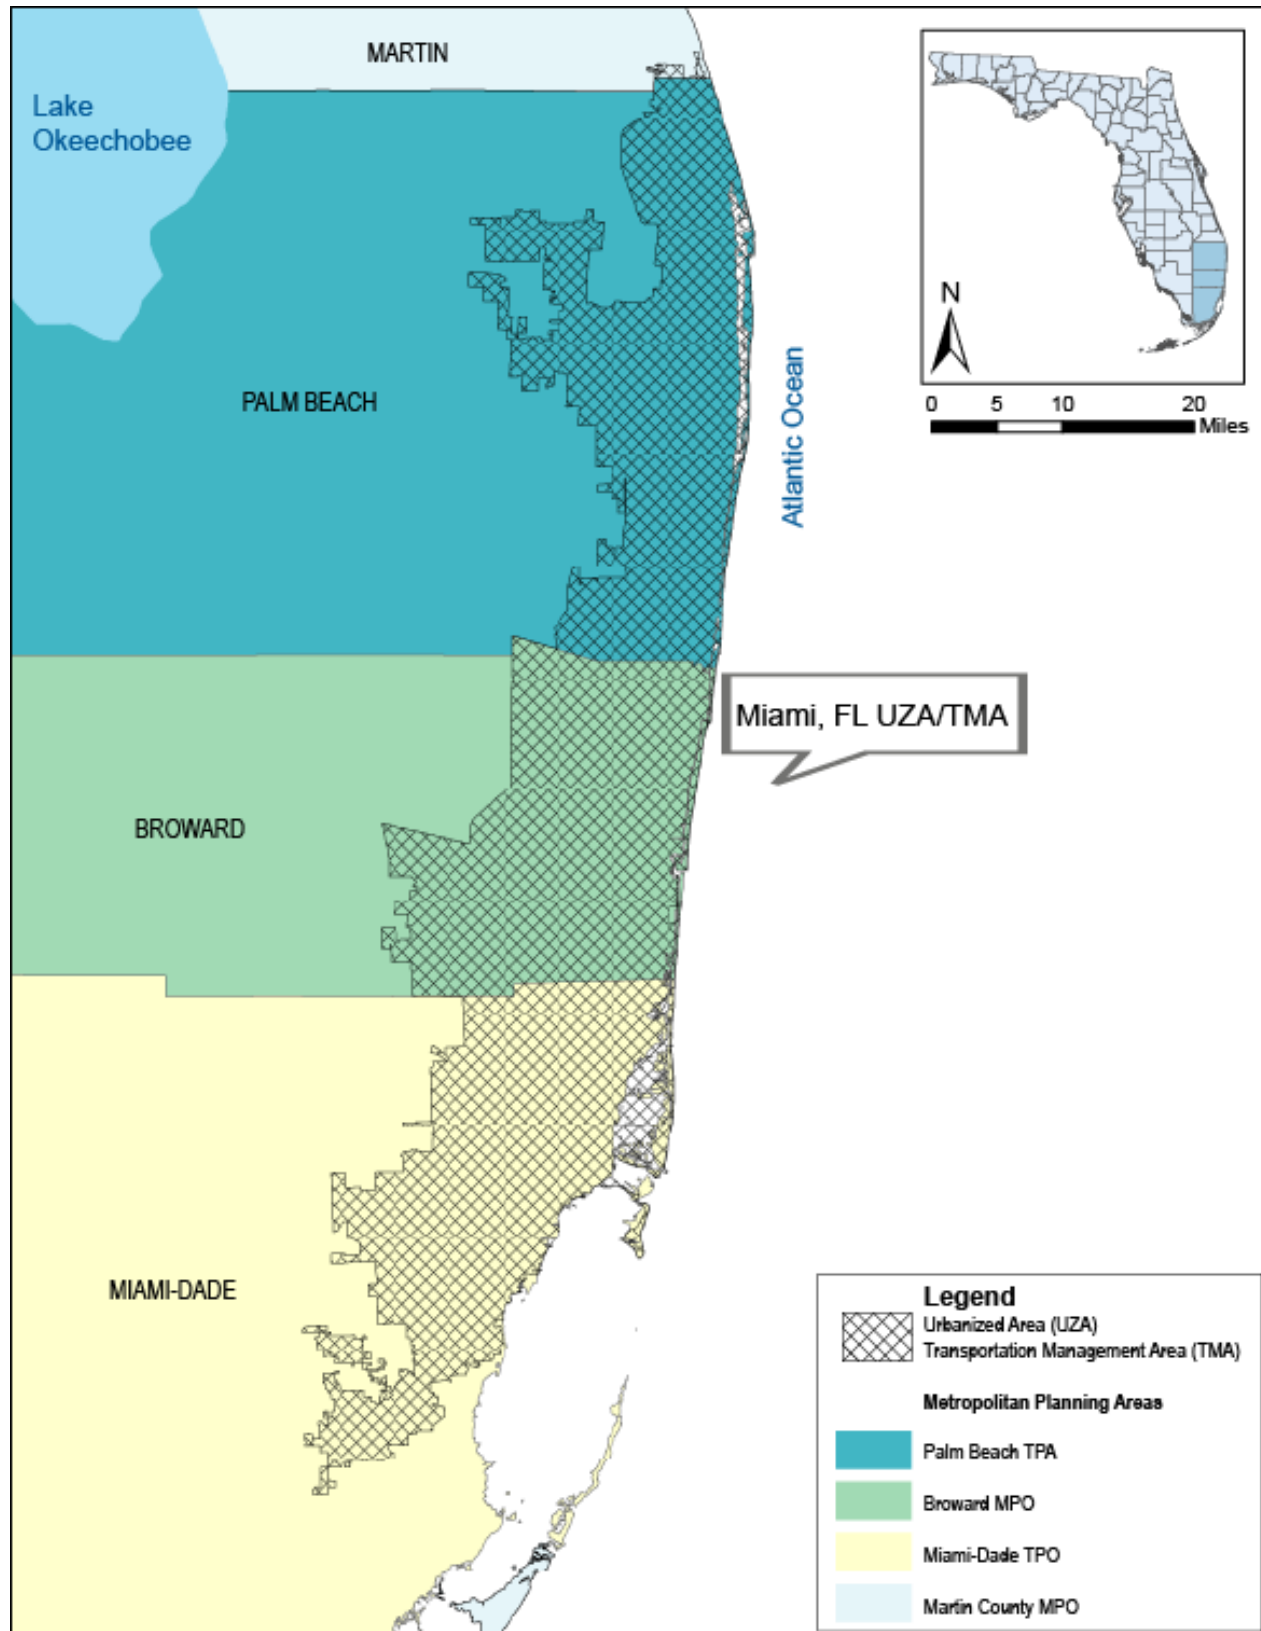 MARTIN
Lake
Okeechobee
N
0 5 10 20
Miles
PALM BEACH
Atlantic Ocean
Miami, FL UZA/TMA
BROWARD
MIAMI-DADE
Legend
Urbanized Area (UZA)
Transportation Management Area (TMA)
Metropolitan Planning Areas
Palm Beach TPA
Broward MPO
Miami-Dade TPO
Martin County MPO